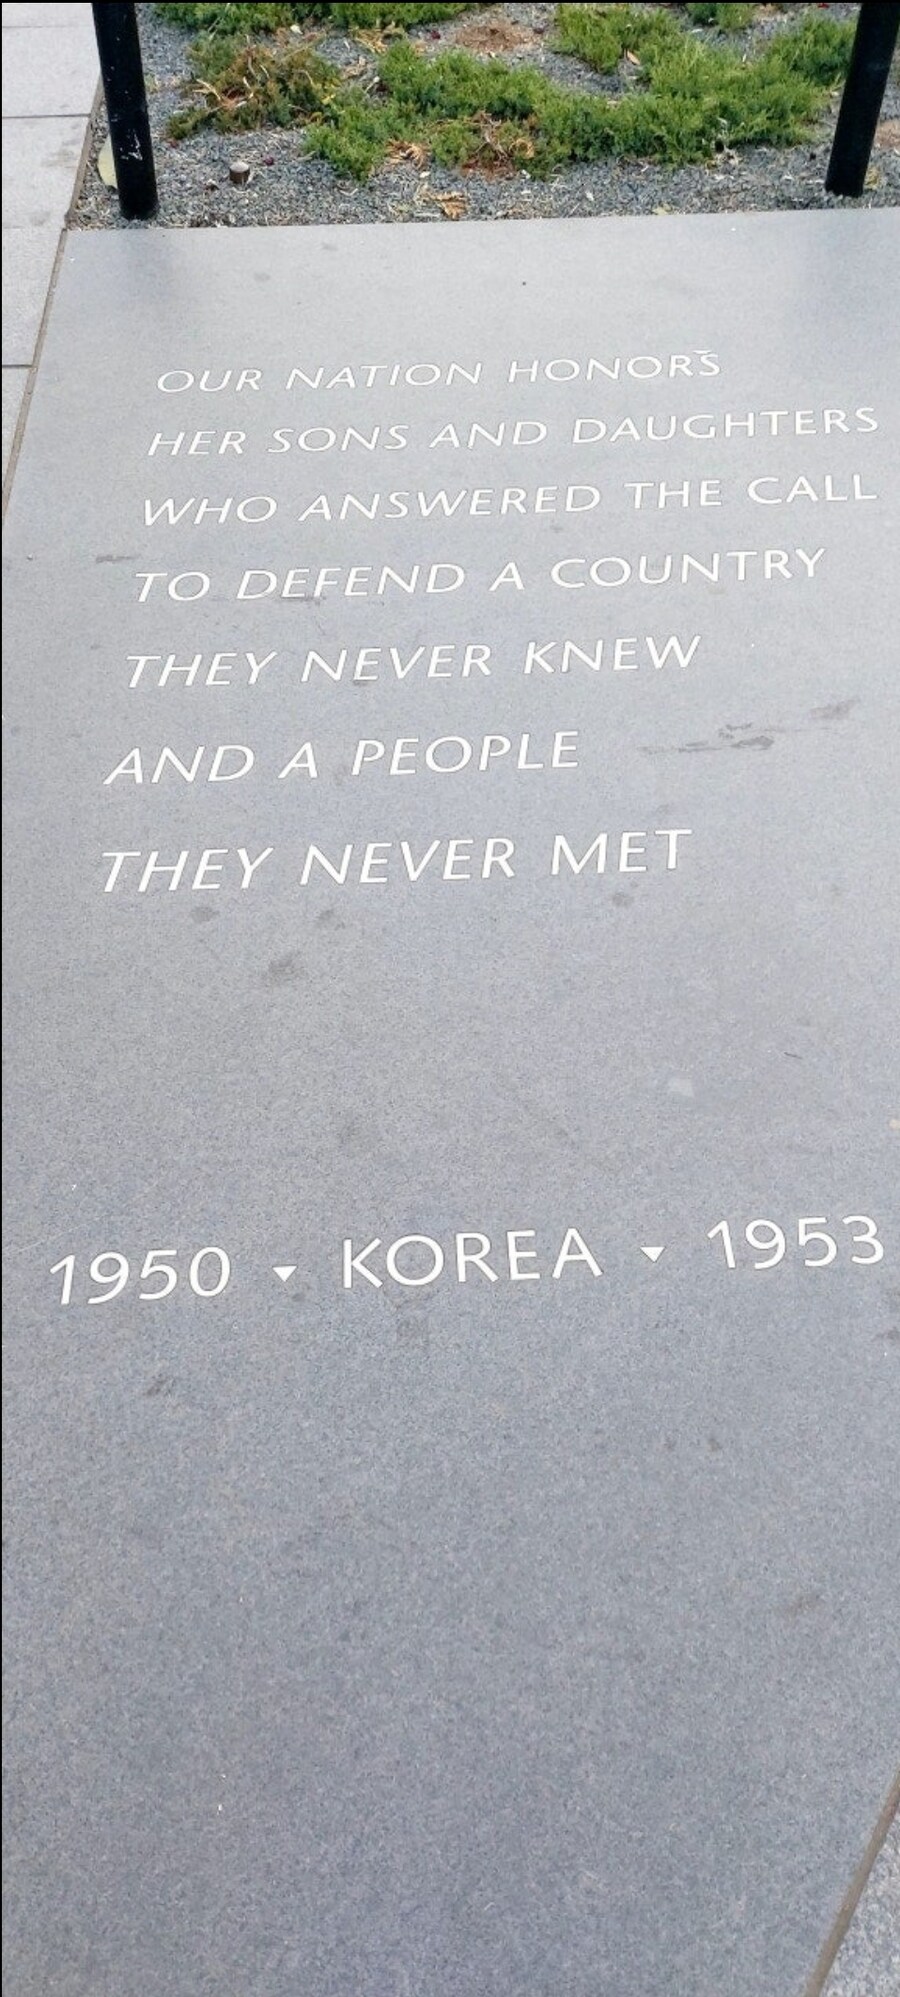 OUR NATION HONORS
HER SONS AND DAUGHTERS
WHO ANSWERED THE CALL
TO DEFEND A COUNTRY
THEY NEVER KNEW
AND A PEOPLE
THEY NEVER MET
1950 ▾ KOREA ▾ 1953